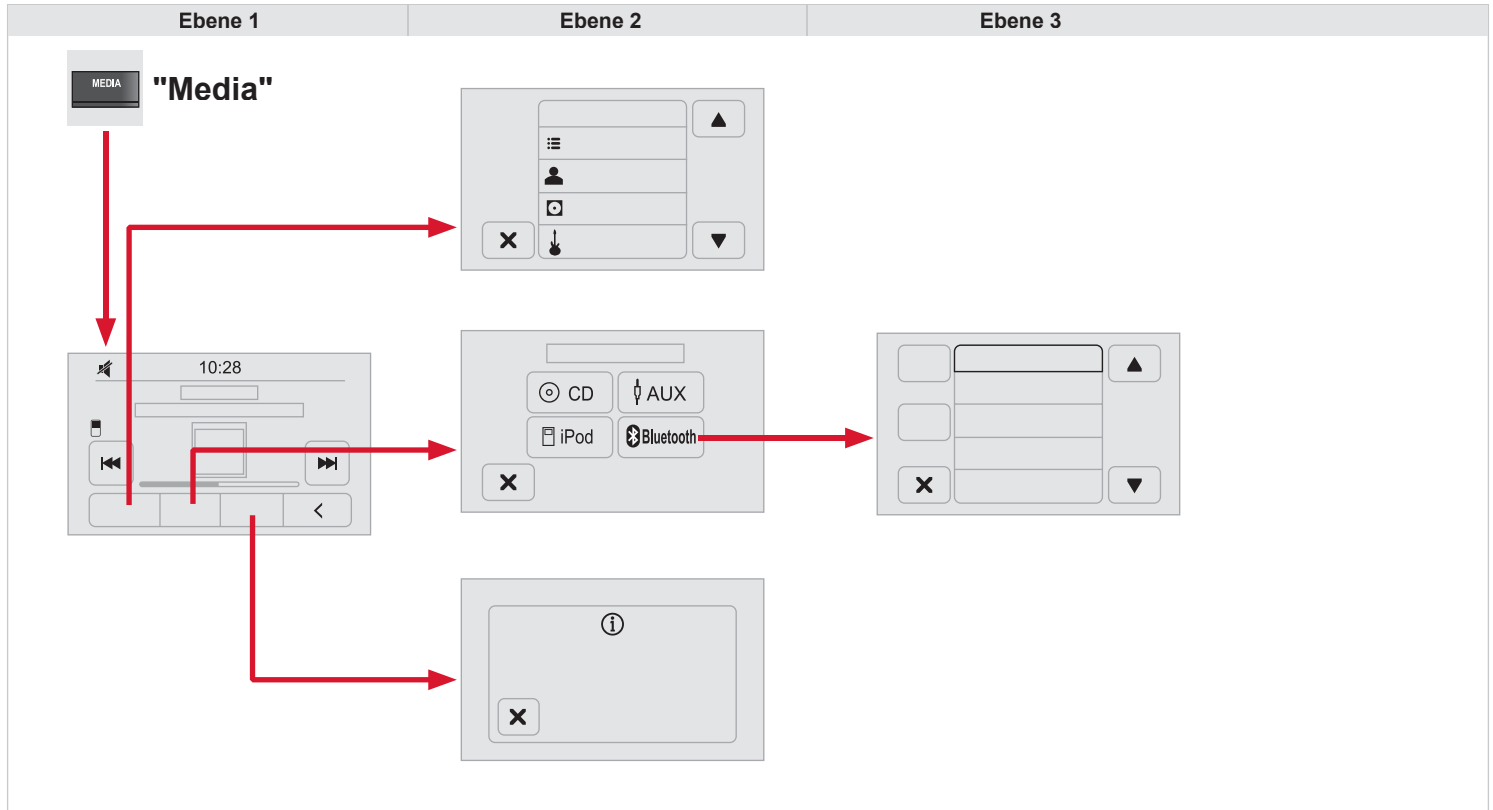 Ebene 1
Ebene 2
Ebene 3
MEDIA
"Media"
10:28
CD
AUX
iPod
Bluetooth